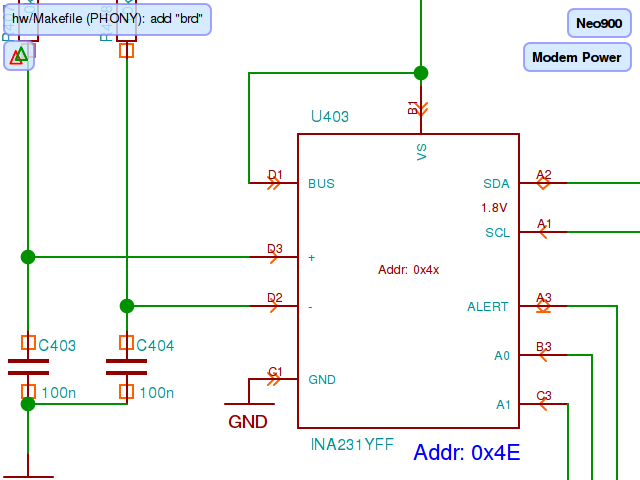 hw/Makefile (PHONY): add "brd"
Neo900
Modem Power
U403
B1
VS
D1
BUS
SDA
A2
1.8V
SCL
A1
D3
+
Addr: 0x4x
D2
-
ALERT
A3
C403
C404
A0
B3
100n
100n
C1
GND
A1
C3
GND
INA231YFF
Addr: 0x4E